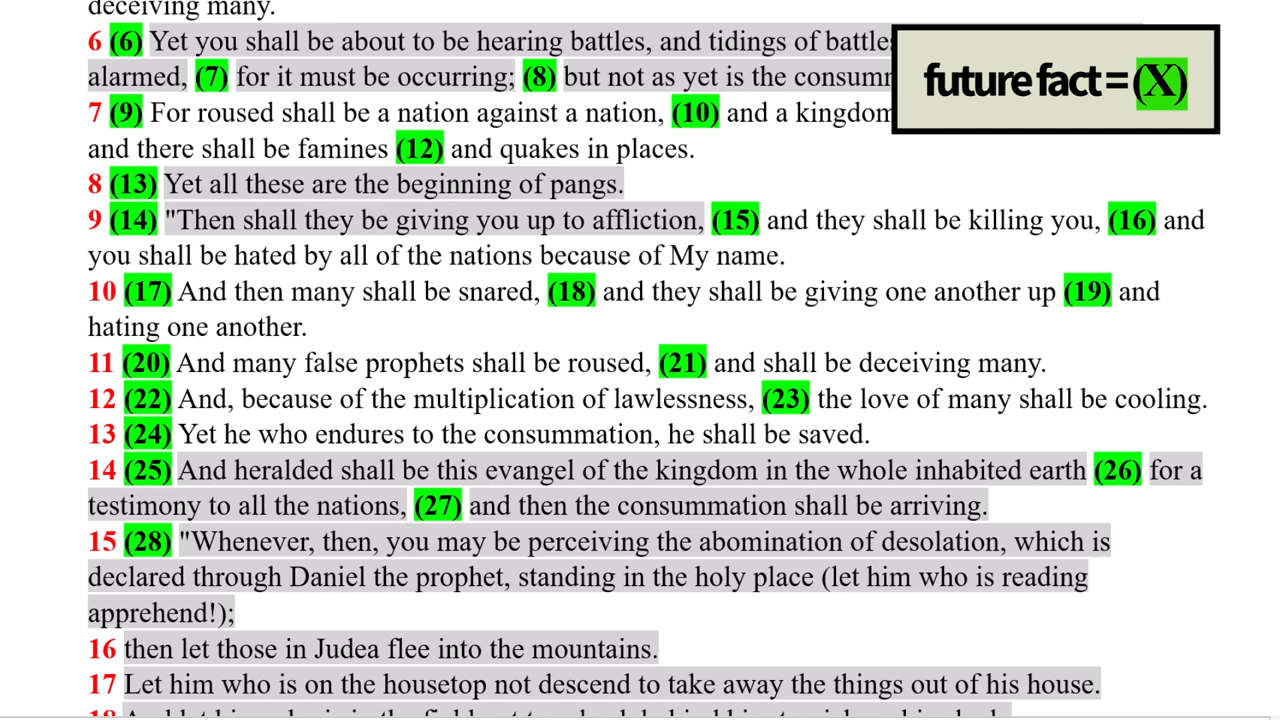 deceiving many.
6 (6) Yet you shall be about to be hearing battles, and tidings of battles
alarmed, (7) for it must be occurring; (8) but not as yet is the
future fact = (X)
7 (9) For roused shall be a nation against a nation, (10) and a kingdom
and there shall be famines (12) and quakes in places.
8 (13) Yet all these are the beginning of pangs.
9 (14) "Then shall they be giving you up to affliction, (15) and they shall be killing you, (16) and
you shall be hated by all of the nations because of My name.
10 (17) And then many shall be snared, (18) and they shall be giving one another up (19) and
hating one another.
11 (20) And many false prophets shall be roused, (21) and shall be deceiving many.
12 (22) And, because of the multiplication of lawlessness, (23) the love of many shall be cooling.
13 (24) Yet he who endures to the consummation, he shall be saved.
14 (25) And heralded shall be this evangel of the kingdom in the whole inhabited earth (26) for a
testimony to all the nations, (27) and then the consummation shall be arriving.
15 (28) "Whenever, then, you may be perceiving the abomination of desolation, which is
declared through Daniel the prophet, standing in the holy place (let him who is reading
apprehend!);
16 then let those in Judea flee into the mountains.
17 Let him who is on the housetop not descend to take away the things out of his house.